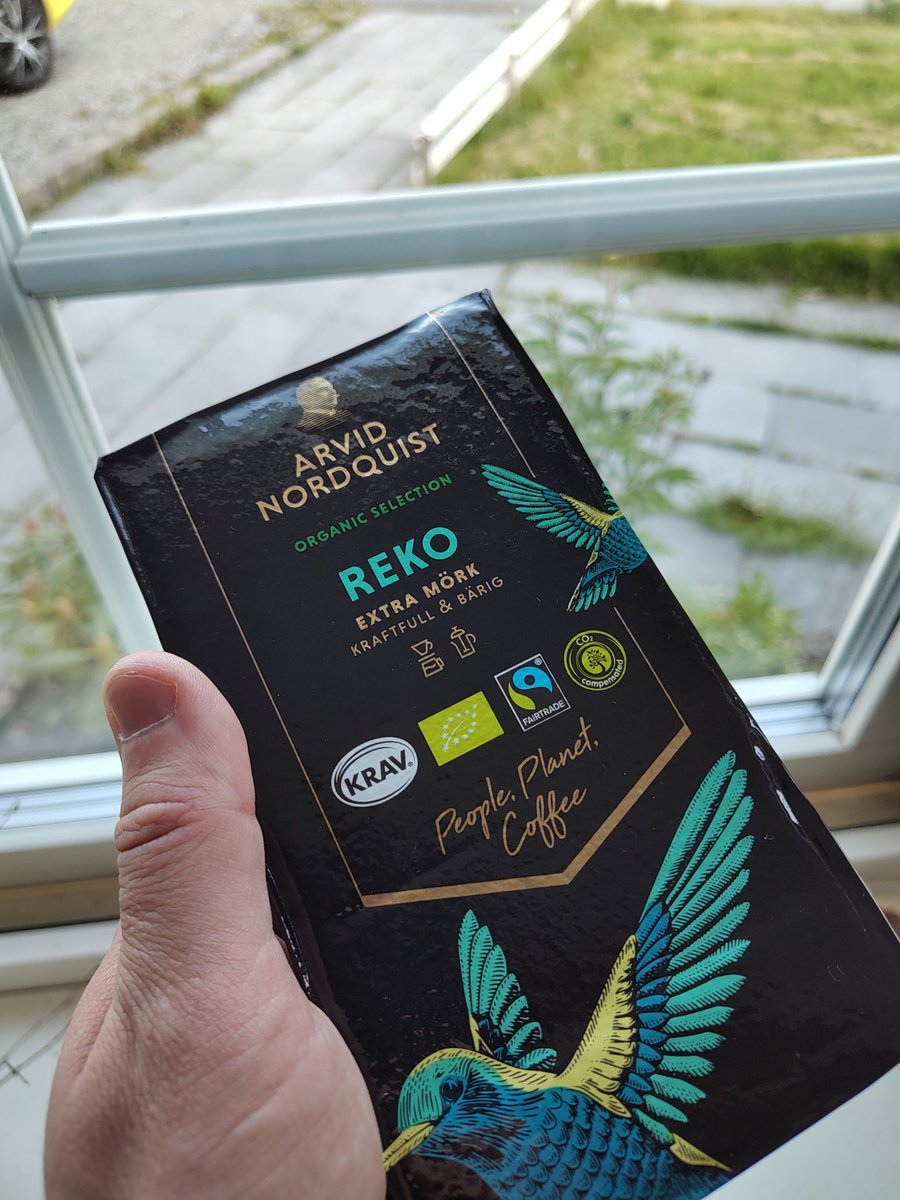 ARVID
NORDQUIST
ORGANIC SELECTION
REKO
EXTRA MÖRK
KRAFTFULL & BÄRIG
CO₂
compensated
FAIRTRADE
®
KRAV
®
People, Planet,
Coffee